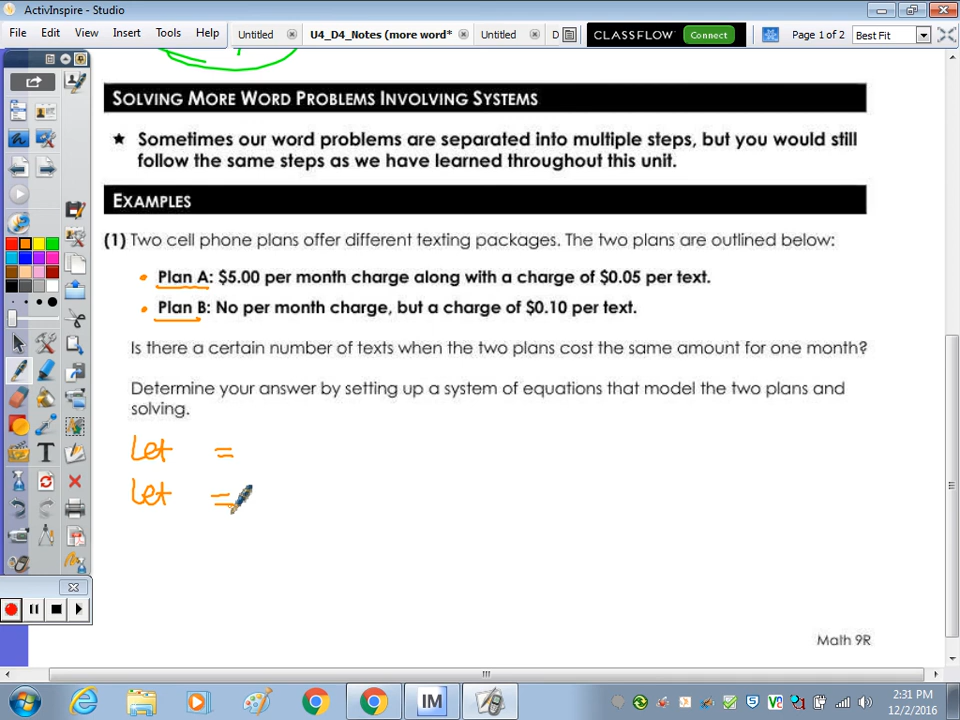 ActivInspire - Studio
File Edit View Insert Tools Help Untitled U4_D4_Notes (more word* Untitled D CLASSFLOW Connect Page 1 of 2 Best Fit
SOLVING MORE WORD PROBLEMS INVOLVING SYSTEMS
★ Sometimes our word problems are separated into multiple steps, but you would still
follow the same steps as we have learned throughout this unit.
EXAMPLES
(1) Two cell phone plans offer different texting packages. The two plans are outlined below:
• Plan A: $5.00 per month charge along with a charge of $0.05 per text.
• Plan B: No per month charge, but a charge of $0.10 per text.
Is there a certain number of texts when the two plans cost the same amount for one month?
Determine your answer by setting up a system of equations that model the two plans and
solving.
Let =
Let =
Math 9R
IM
2:31 PM
12/2/2016